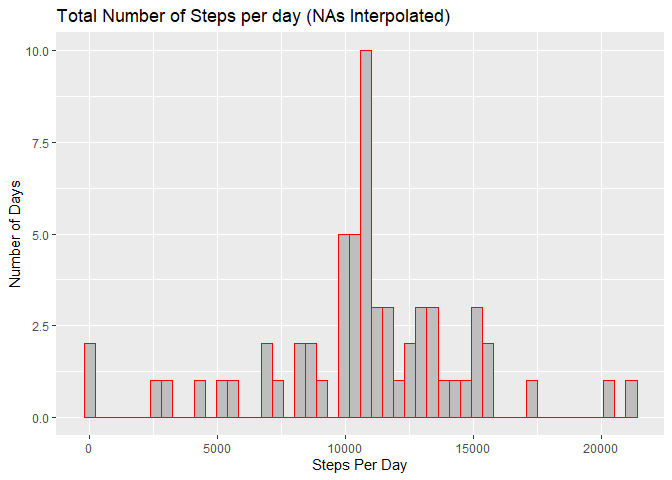 Total Number of Steps per day (NAs Interpolated)
10.0
7.5
5.0
2.5
0.0
Number of Days
0 5000 10000 15000 20000
Steps Per Day